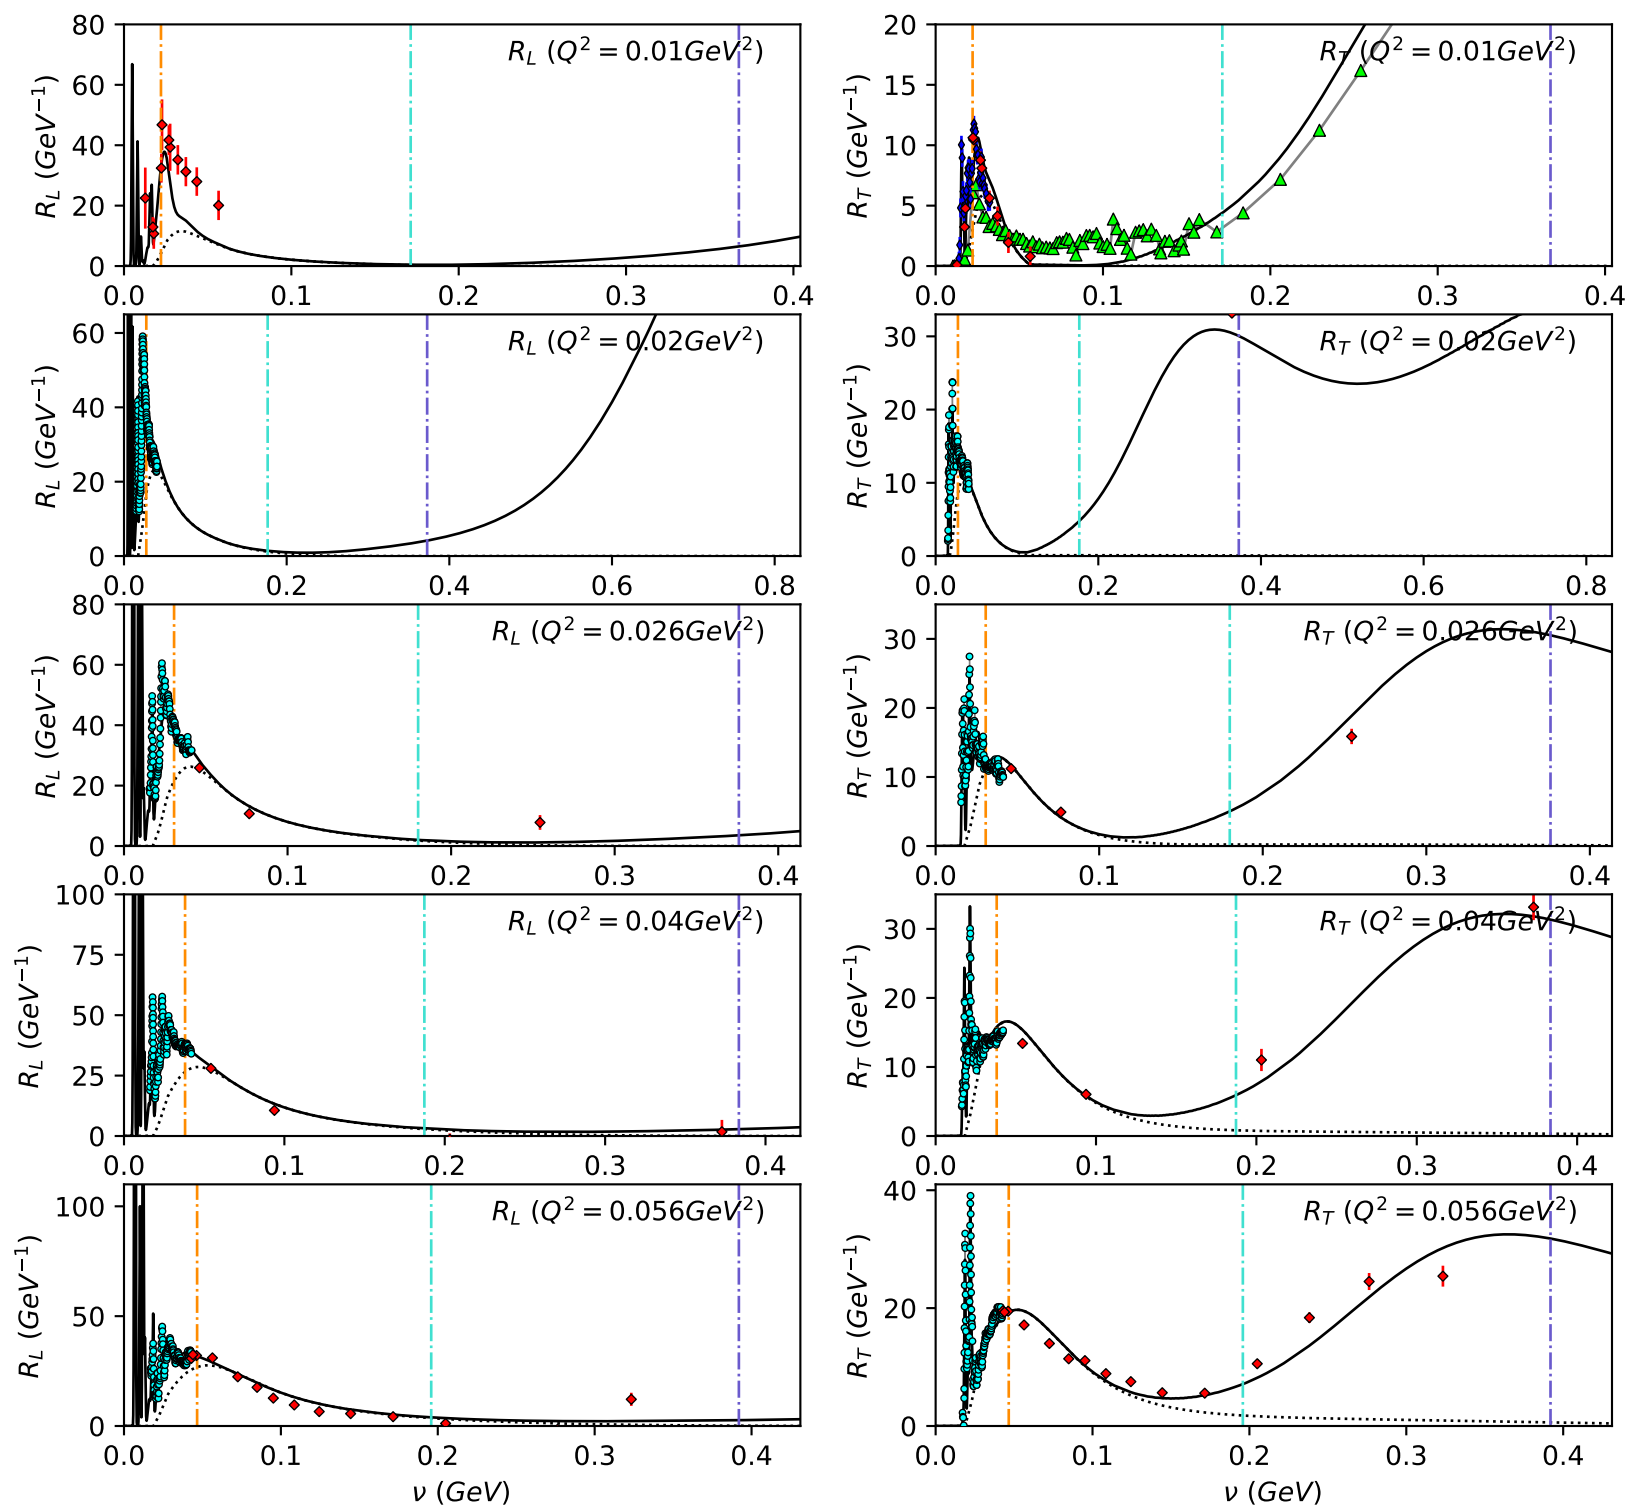 80
60
40
20
0
R_L (GeV^−1)
R_L (Q^2 = 0.01GeV^2)
0.0 0.1 0.2 0.3 0.4
20
15
10
5
0
R_T (GeV^−1)
R_T (Q^2 = 0.01GeV^2)
0.0 0.1 0.2 0.3 0.4
60
40
20
0
R_L (GeV^−1)
R_L (Q^2 = 0.02GeV^2)
0.0 0.2 0.4 0.6 0.8
30
20
10
0
R_T (GeV^−1)
R_T (Q^2 = 0.02GeV^2)
0.0 0.2 0.4 0.6 0.8
80
60
40
20
0
R_L (GeV^−1)
R_L (Q^2 = 0.026GeV^2)
0.0 0.1 0.2 0.3 0.4
30
20
10
0
R_T (GeV^−1)
R_T (Q^2 = 0.026GeV^2)
0.0 0.1 0.2 0.3 0.4
100
75
50
25
0
R_L (GeV^−1)
R_L (Q^2 = 0.04GeV^2)
0.0 0.1 0.2 0.3 0.4
30
20
10
0
R_T (GeV^−1)
R_T (Q^2 = 0.04GeV^2)
0.0 0.1 0.2 0.3 0.4
100
50
0
R_L (GeV^−1)
R_L (Q^2 = 0.056GeV^2)
0.0 0.1 0.2 0.3 0.4
ν (GeV)
40
20
0
R_T (GeV^−1)
R_T (Q^2 = 0.056GeV^2)
0.0 0.1 0.2 0.3 0.4
ν (GeV)